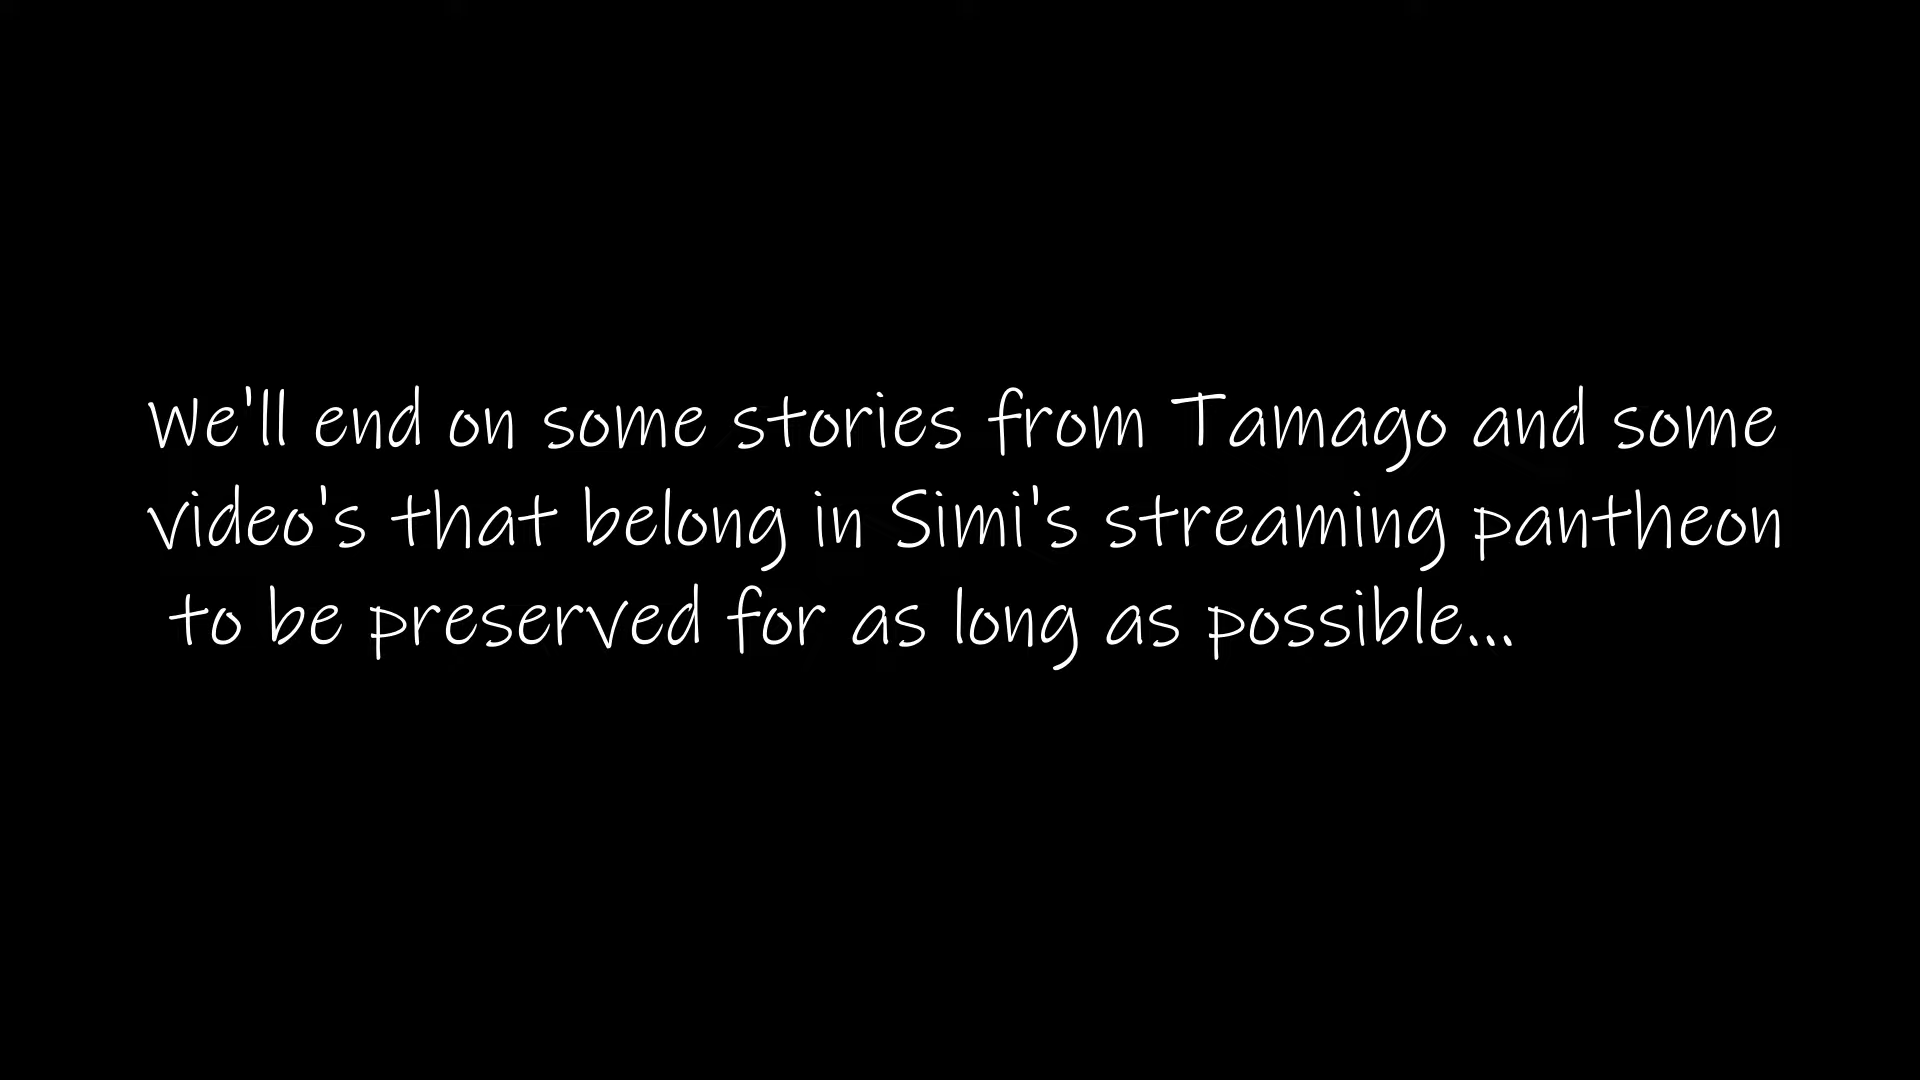 We'll end on some stories from Tamago and some
video's that belong in Simi's streaming pantheon
to be preserved for as long as possible...